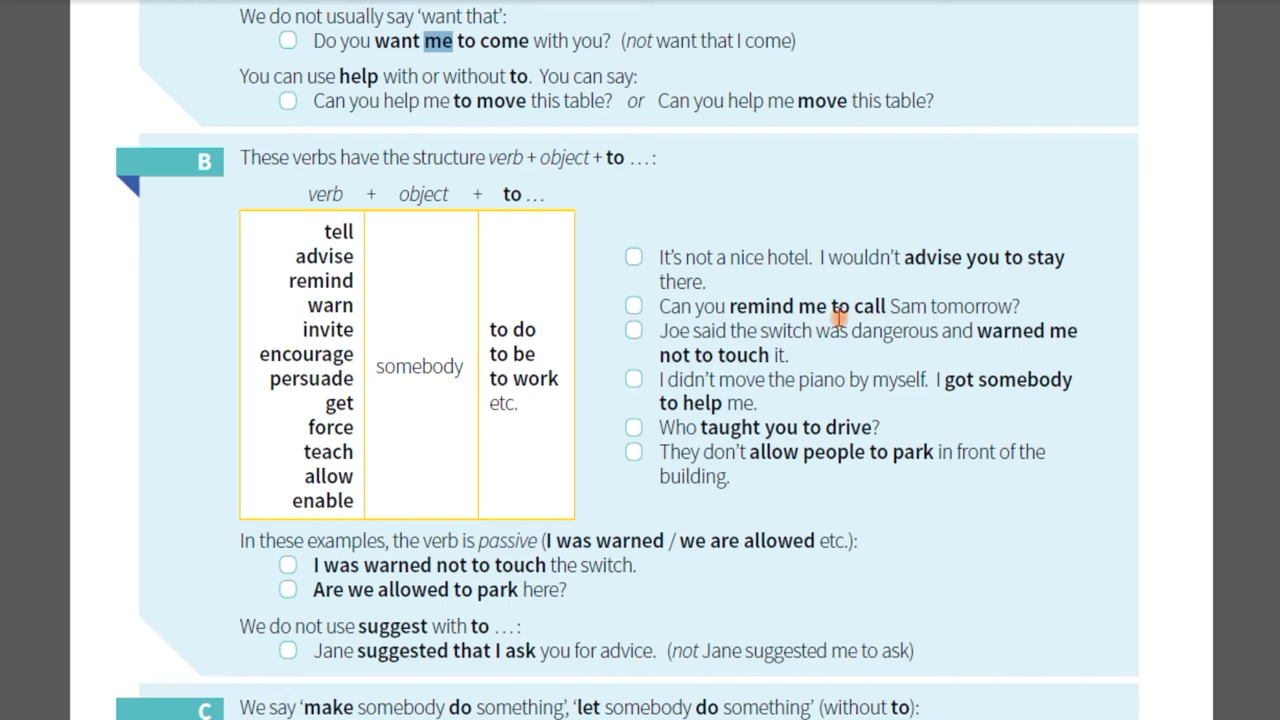 We do not usually say ‘want that’:
Do you want me to come with you? (not want that I come)
You can use help with or without to. You can say:
Can you help me to move this table? or Can you help me move this table?
B
These verbs have the structure verb + object + to …:
verb + object + to …
tell
advise
remind
warn
invite
encourage
persuade
get
force
teach
allow
enable
somebody
to do
to be
to work
etc.
It’s not a nice hotel. I wouldn’t advise you to stay
there.
Can you remind me to call Sam tomorrow?
Joe said the switch was dangerous and warned me
not to touch it.
I didn’t move the piano by myself. I got somebody
to help me.
Who taught you to drive?
They don’t allow people to park in front of the
building.
In these examples, the verb is passive (I was warned / we are allowed etc.):
I was warned not to touch the switch.
Are we allowed to park here?
We do not use suggest with to …:
Jane suggested that I ask you for advice. (not Jane suggested me to ask)
C
We say ‘make somebody do something’, ‘let somebody do something’ (without to):